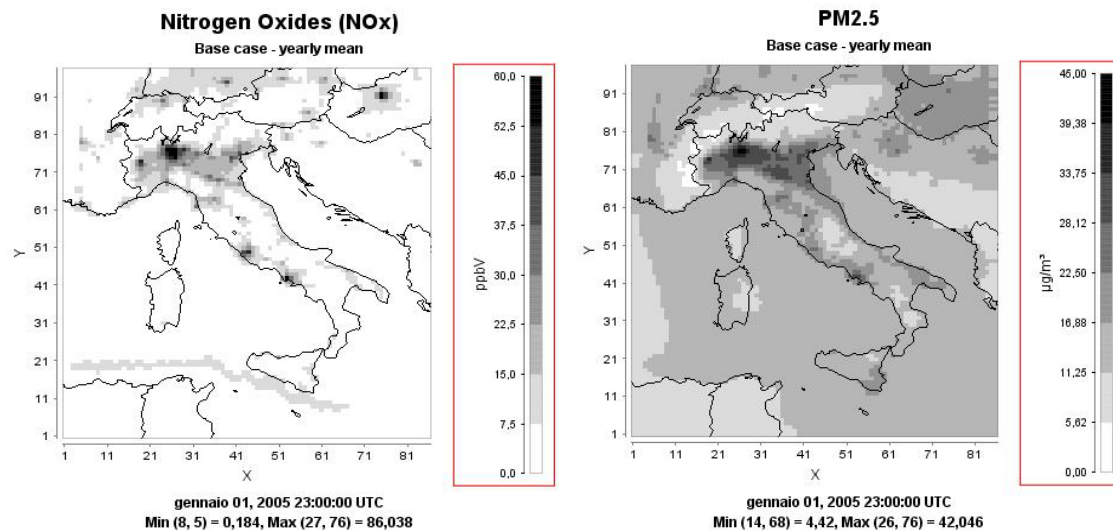 Nitrogen Oxides (NOx)
Base case - yearly mean
60,0
52,5
45,0
37,5
30,0
22,5
15,0
7,5
0,0
ppbV
91
81
71
61
51
41
31
21
11
1
Y
1 11 21 31 41 51 61 71 81
X
gennaio 01, 2005 23:00:00 UTC
Min (8, 5) = 0,184, Max (27, 76) = 86,038
PM2.5
Base case - yearly mean
45,00
39,38
33,75
28,12
22,50
16,88
11,25
5,62
0,00
µg/m³
91
81
71
61
51
41
31
21
11
1
Y
1 11 21 31 41 51 61 71 81
X
gennaio 01, 2005 23:00:00 UTC
Min (14, 68) = 4,42, Max (26, 76) = 42,046